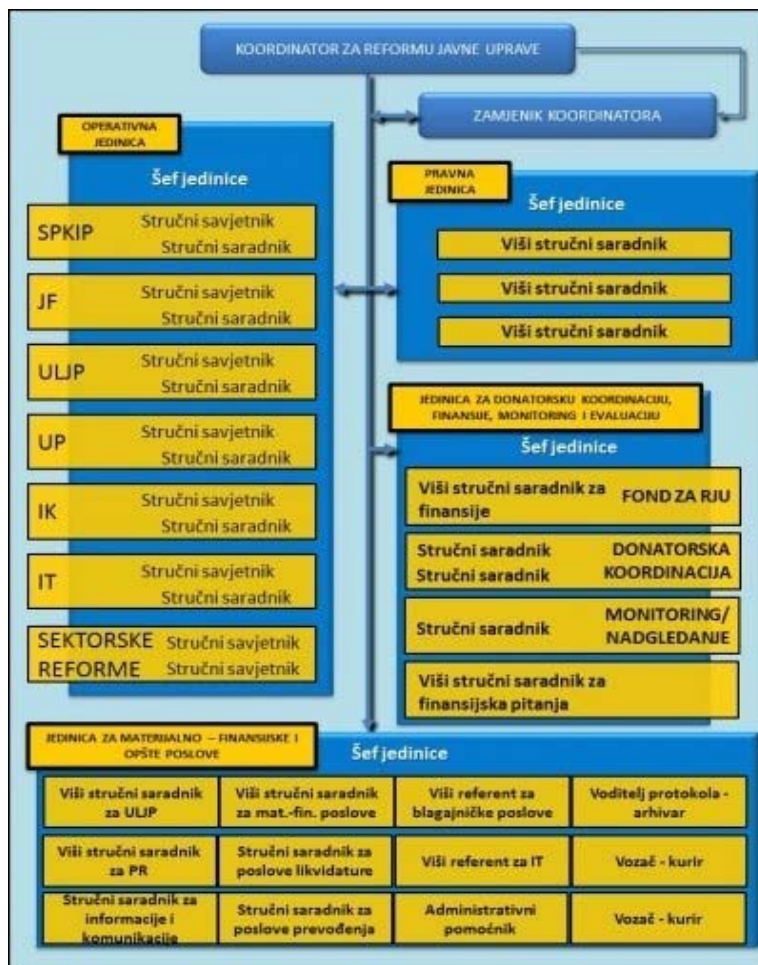 KOORDINATOR ZA REFORMU JAVNE UPRAVE
ZAMJENIK KOORDINATORA
OPERATIVNA
JEDINICA
Šef jedinice
SPKIP
Stručni savjetnik
Stručni saradnik
JF
Stručni savjetnik
Stručni saradnik
ULJP
Stručni savjetnik
Stručni saradnik
UP
Stručni savjetnik
Stručni saradnik
IK
Stručni savjetnik
Stručni saradnik
IT
Stručni savjetnik
Stručni saradnik
SEKTORSKE
REFORME
Stručni savjetnik
Stručni savjetnik
PRAVNA
JEDINICA
Šef jedinice
Viši stručni saradnik
Viši stručni saradnik
Viši stručni saradnik
JEDINICA ZA DONATORSKU KOORDINACIJU,
FINANSIJE, MONITORING I EVALUACIJU
Šef jedinice
Viši stručni saradnik za
finansije
FOND ZA RJU
Stručni saradnik
Stručni saradnik
DONATORSKA
KOORDINACIJA
Stručni saradnik
MONITORING/
NADGLEDANJE
Viši stručni saradnik za
finansijska pitanja
JEDINICA ZA MATERIJALNO – FINANSIJSKE I
OPŠTE POSLOVE
Šef jedinice
Viši stručni saradnik
za ULJP
Viši stručni saradnik
za mat.-fin. poslove
Viši referent za
blagajničke poslove
Voditelj protokola -
arhivar
Viši stručni saradnik
za PR
Stručni saradnik za
poslove likvidature
Viši referent za IT
Vozač - kurir
Stručni saradnik za
informacije i
komunikacije
Stručni saradnik za
poslove prevođenja
Administrativni
pomoćnik
Vozač - kurir